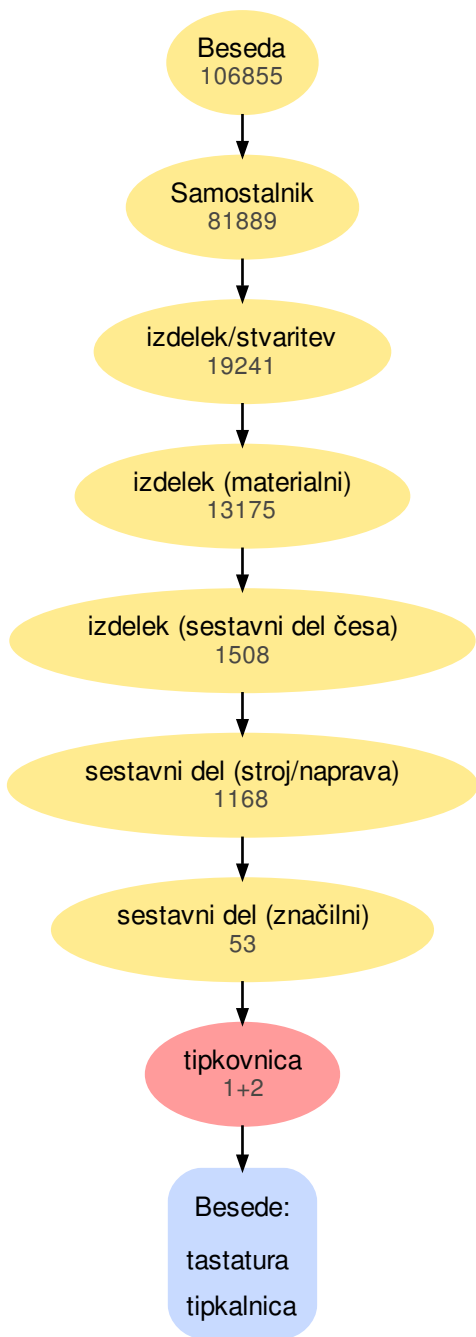 Beseda
106855
Samostalnik
81889
izdelek/stvaritev
19241
izdelek (materialni)
13175
izdelek (sestavni del česa)
1508
sestavni del (stroj/naprava)
1168
sestavni del (značilni)
53
tipkovnica
1+2
Besede:
tastatura
tipkalnica